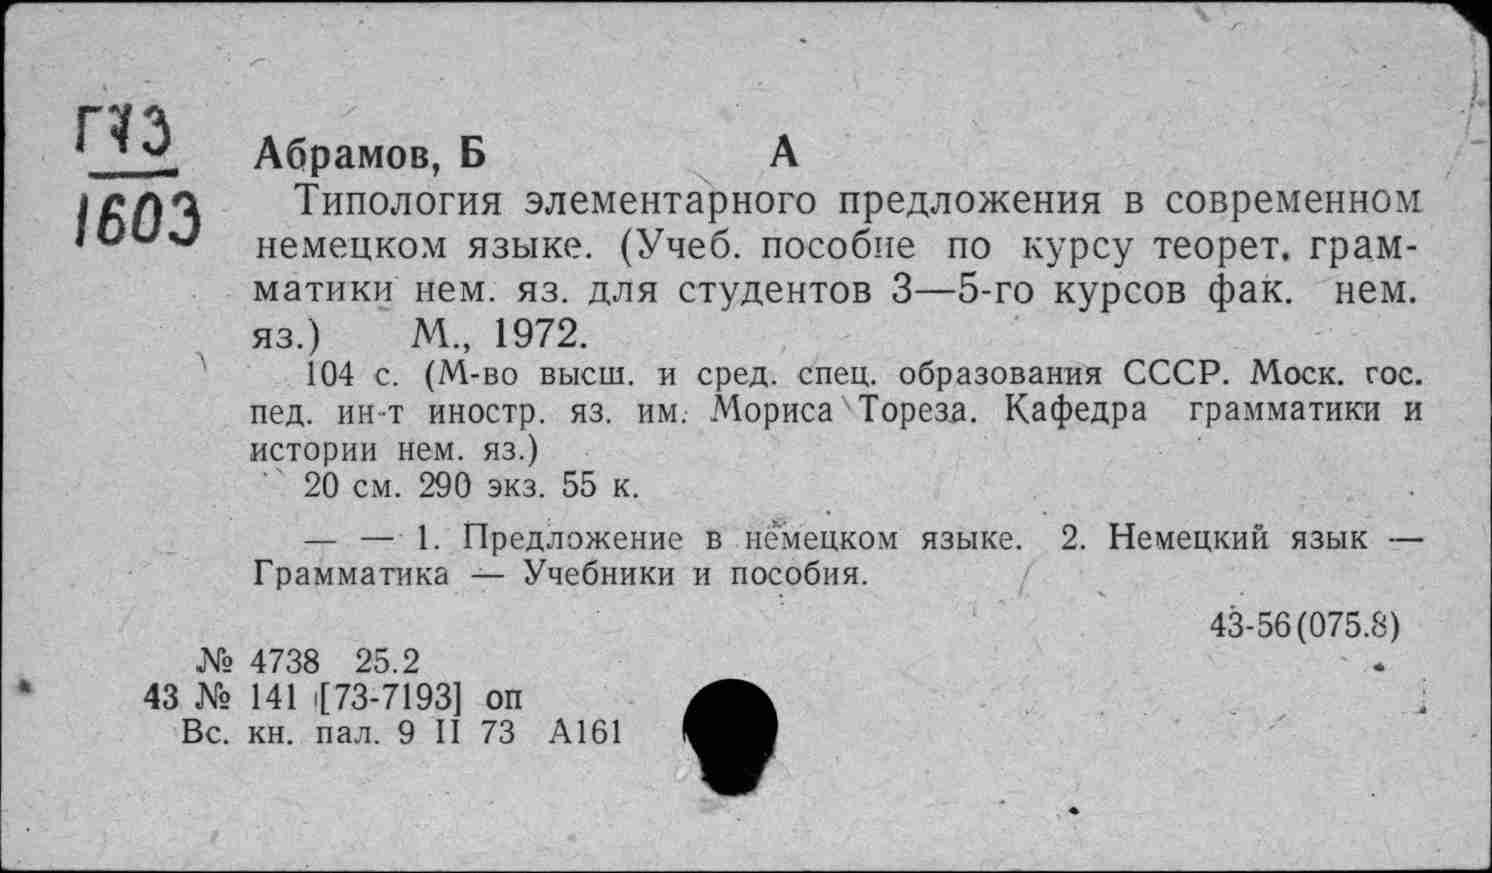 Г73
1603
Абрамов, Б А
Типология элементарного предложения в современном
немецком языке. (Учеб. пособие по курсу теорет. грам-
матики нем. яз. для студентов 3—5-го курсов фак. нем.
яз.) М., 1972.
104 с. (М-во высш. и сред. спец. образования СССР. Моск. гос.
пед. ин-т иностр. яз. им. Мориса Тореза. Кафедра грамматики и
истории нем. яз.)
20 см. 290 экз. 55 к.
— — 1. Предложение в немецком языке. 2. Немецкий язык —
Грамматика — Учебники и пособия.
43-56(075.8)
№ 4738 25.2
43 № 141 [73-7193] оп
Вс. кн. пал. 9 II 73 А161